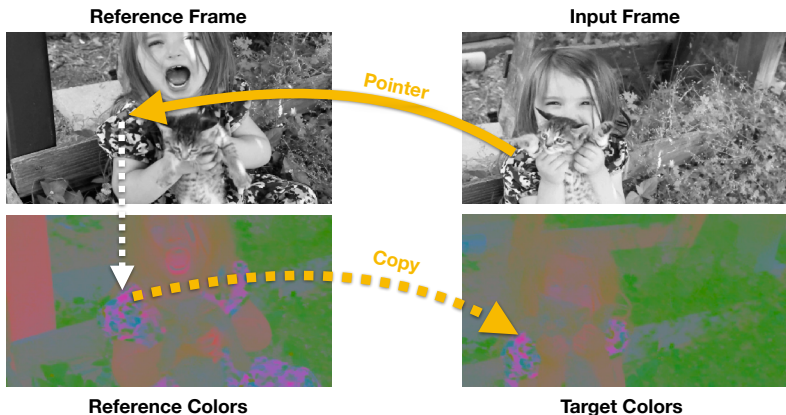 Reference Frame
Input Frame
Pointer
Copy
Reference Colors
Target Colors